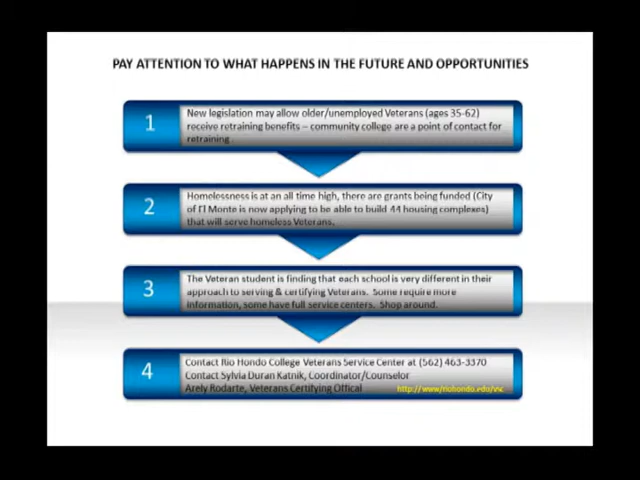 PAY ATTENTION TO WHAT HAPPENS IN THE FUTURE AND OPPORTUNITIES
1
New legislation may allow older/unemployed Veterans (ages 35-62)
receive retraining benefits – community college are a point of contact for
retraining
2
Homelessness is at an all time high, there are grants being funded (City
of El Monte is now applying to be able to build 44 housing complexes)
that will serve homeless Veterans.
3
The Veteran student is finding that each school is very different in their
approach to serving & certifying Veterans. Some require more
information, some have full service centers. Shop around.
4
Contact Rio Hondo College Veterans Service Center at (562) 463-3370
Contact Sylvia Duran Katnik, Coordinator/Counselor
Arely Rodarte, Veterans Certifying Offical
http://www/riohondo.edu/vsc